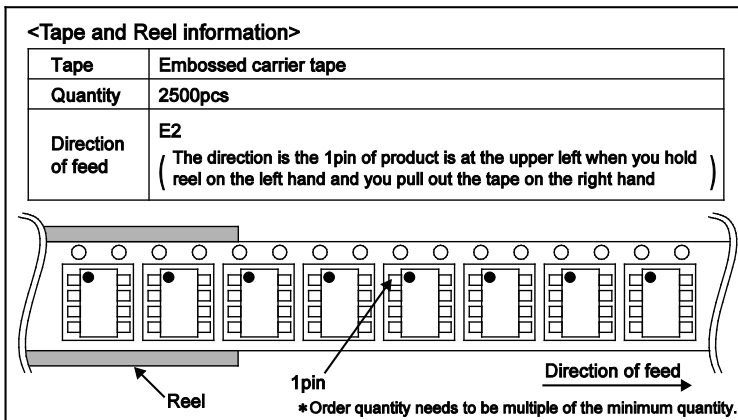 <Tape and Reel information>
Tape Embossed carrier tape
Quantity 2500pcs
Direction of feed E2
( The direction is the 1pin of product is at the upper left when you hold
reel on the left hand and you pull out the tape on the right hand )
1pin
Direction of feed
Reel
*Order quantity needs to be multiple of the minimum quantity.